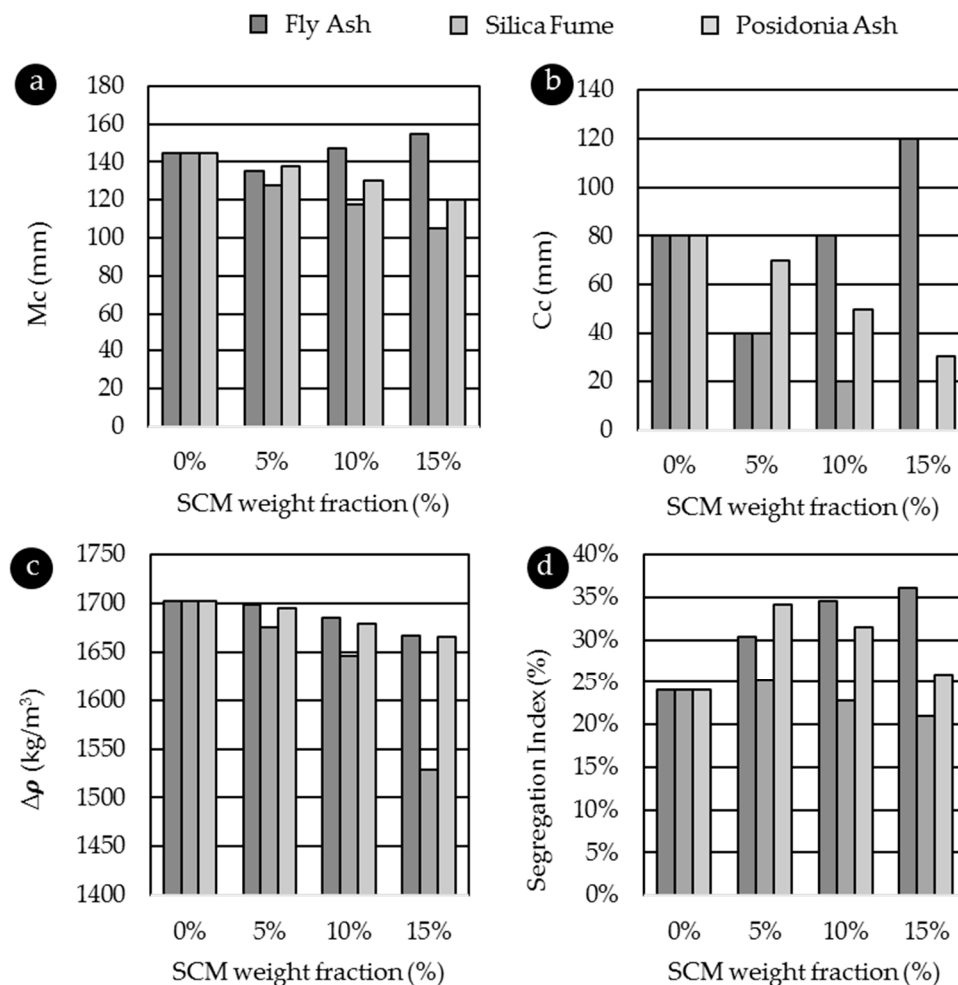 Fly Ash Silica Fume Posidonia Ash
a
180
160
140
120
100
80
60
40
20
0
Mc (mm)
0% 5% 10% 15%
SCM weight fraction (%)
b
140
120
100
80
60
40
20
0
Cc (mm)
0% 5% 10% 15%
SCM weight fraction (%)
c
1750
1700
1650
1600
1550
1500
1450
1400
Δρ (kg/m³)
0% 5% 10% 15%
SCM weight fraction (%)
d
40%
35%
30%
25%
20%
15%
10%
5%
0%
Segregation Index (%)
0% 5% 10% 15%
SCM weight fraction (%)